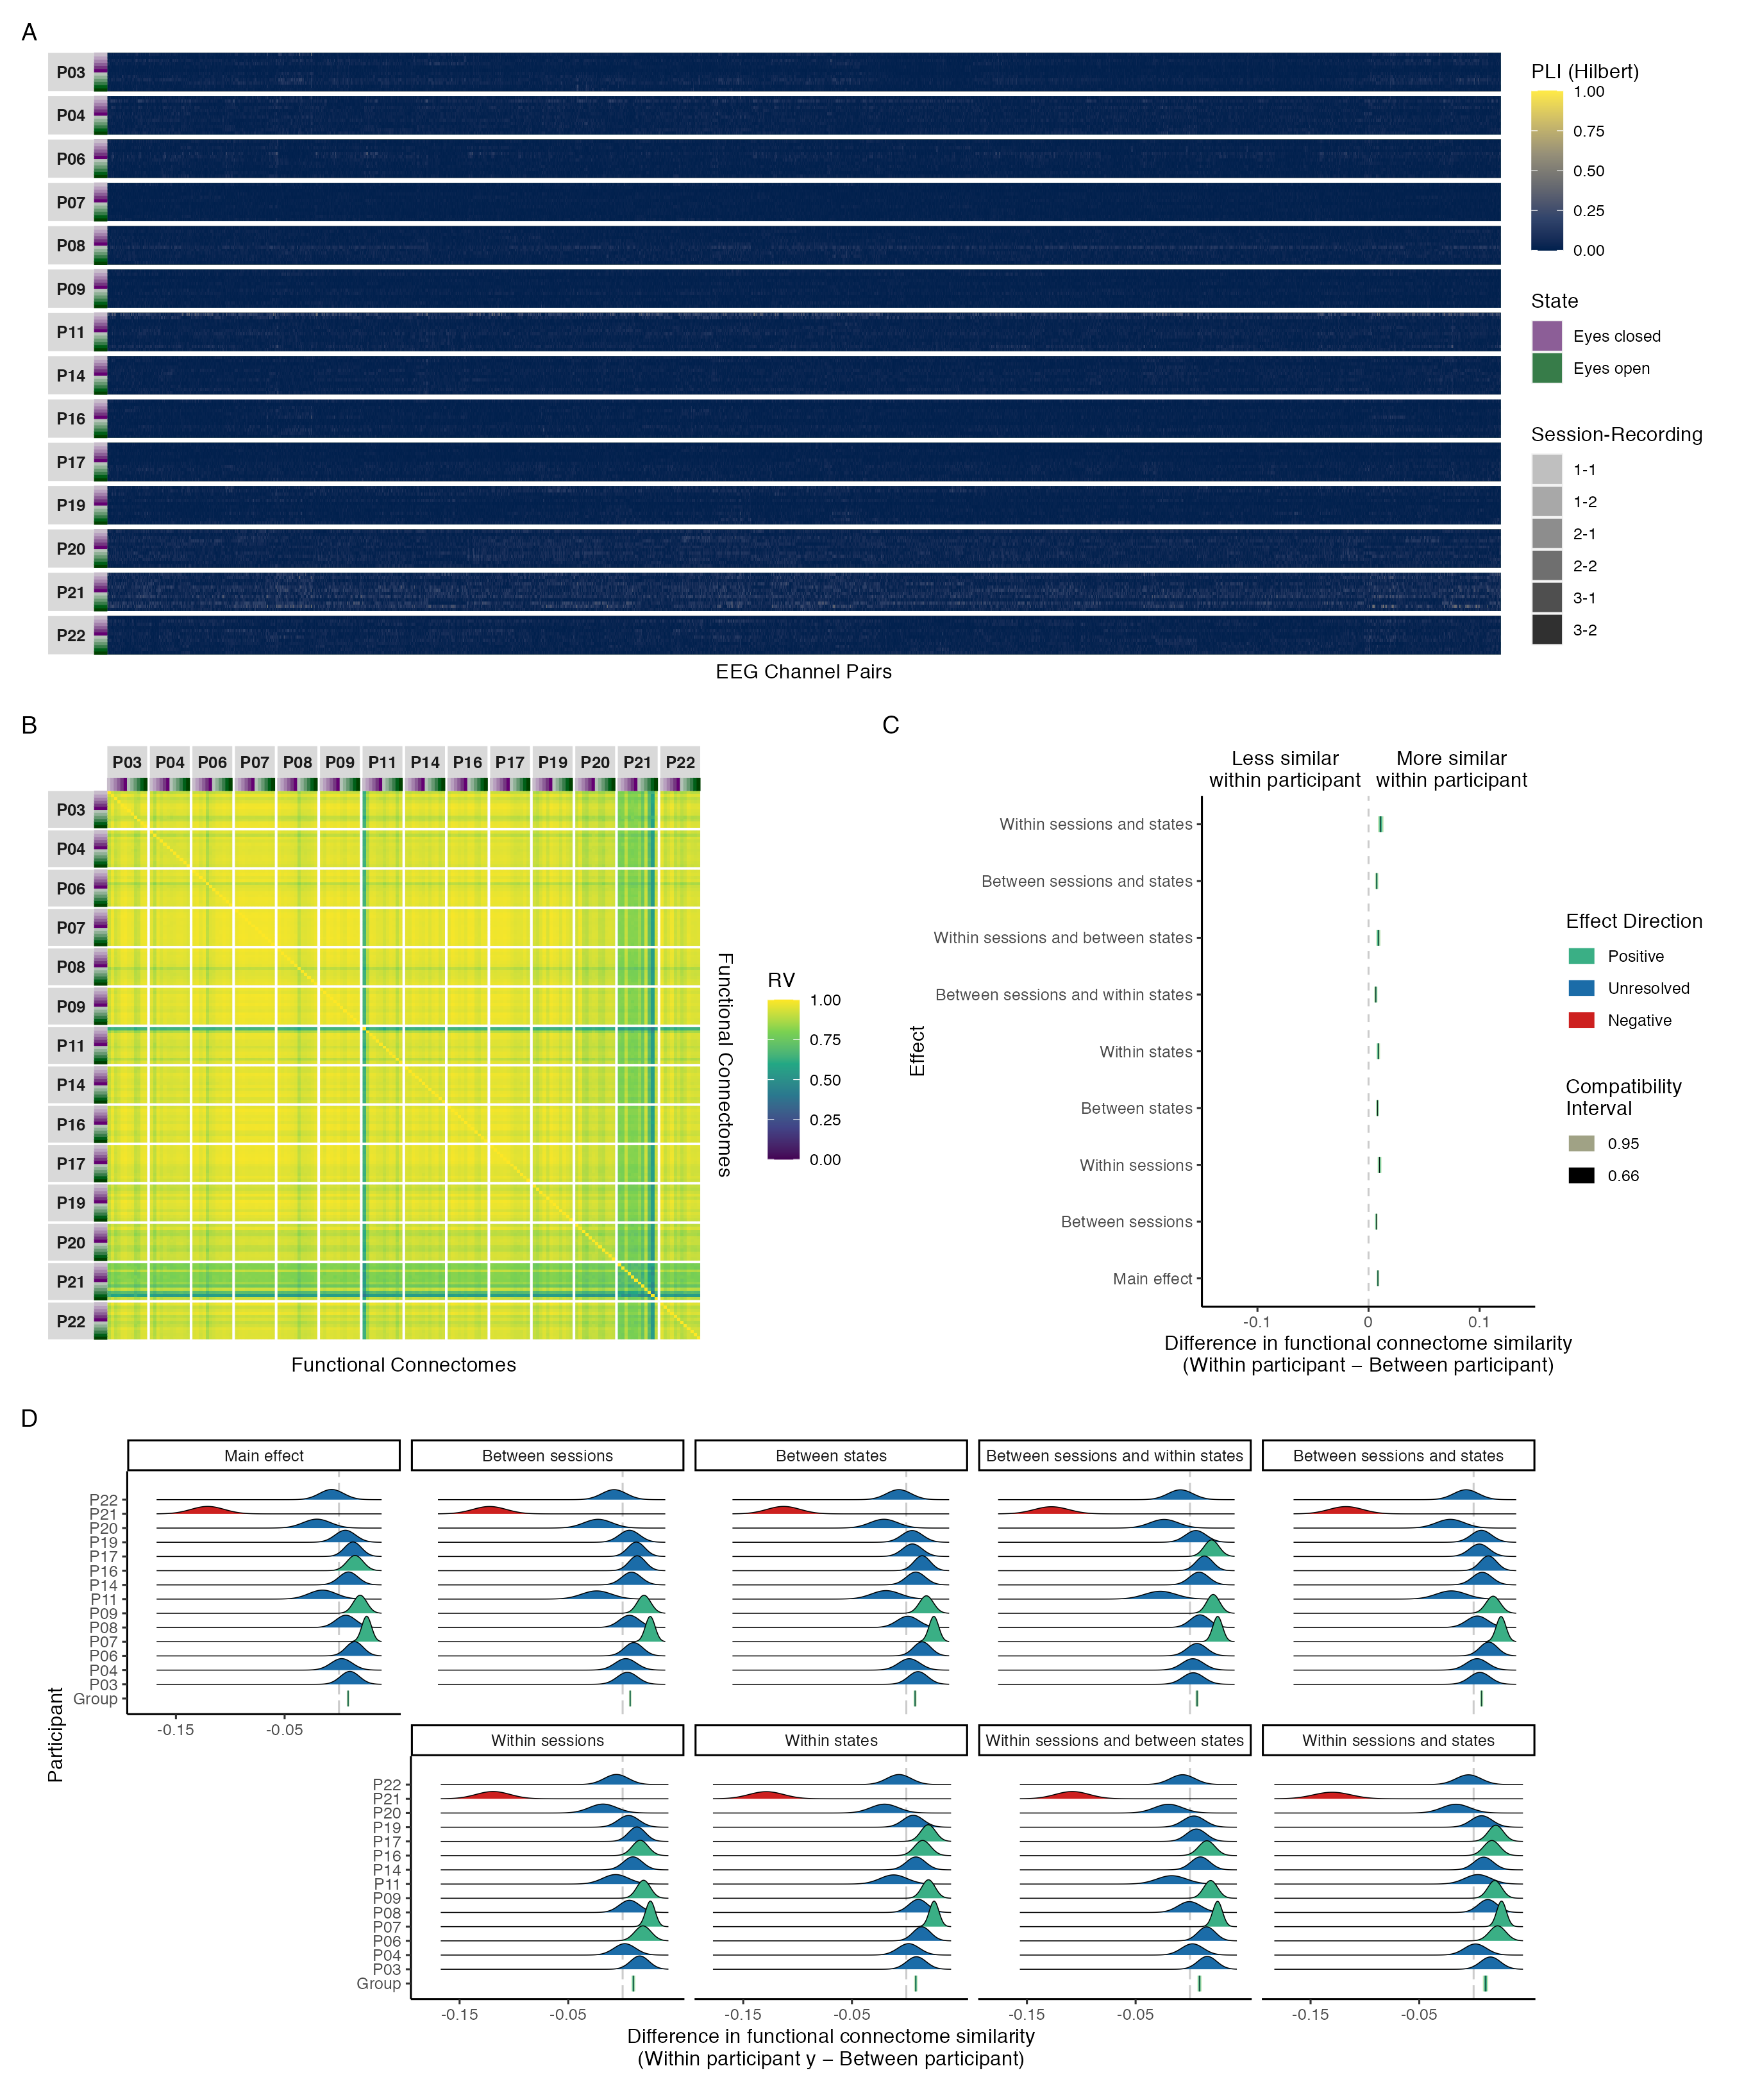 A
P03
P04
P06
P07
P08
P09
P11
P14
P16
P17
P19
P20
P21
P22
EEG Channel Pairs
PLI (Hilbert)
1.00
0.75
0.50
0.25
0.00
State
Eyes closed
Eyes open
Session-Recording
1-1
1-2
2-1
2-2
3-1
3-2
B
P03 P04 P06 P07 P08 P09 P11 P14 P16 P17 P19 P20 P21 P22
P03
P04
P06
P07
P08
P09
P11
P14
P16
P17
P19
P20
P21
P22
Functional Connectomes
Functional Connectomes
RV
1.00
0.75
0.50
0.25
0.00
C
Less similar
within participant
More similar
within participant
Effect
Within sessions and states
Between sessions and states
Within sessions and between states
Between sessions and within states
Within states
Between states
Within sessions
Between sessions
Main effect
-0.1 0 0.1
Difference in functional connectome similarity
(Within participant – Between participant)
Effect Direction
Positive
Unresolved
Negative
Compatibility
Interval
0.95
0.66
D
Main effect
Between sessions
Between states
Between sessions and within states
Between sessions and states
Participant
P22
P21
P20
P19
P17
P16
P14
P11
P09
P08
P07
P06
P04
P03
Group
-0.15 -0.05
Within sessions
Within states
Within sessions and between states
Within sessions and states
P22
P21
P20
P19
P17
P16
P14
P11
P09
P08
P07
P06
P04
P03
Group
-0.15 -0.05 -0.15 -0.05 -0.15 -0.05 -0.15 -0.05
Difference in functional connectome similarity
(Within participant y – Between participant)